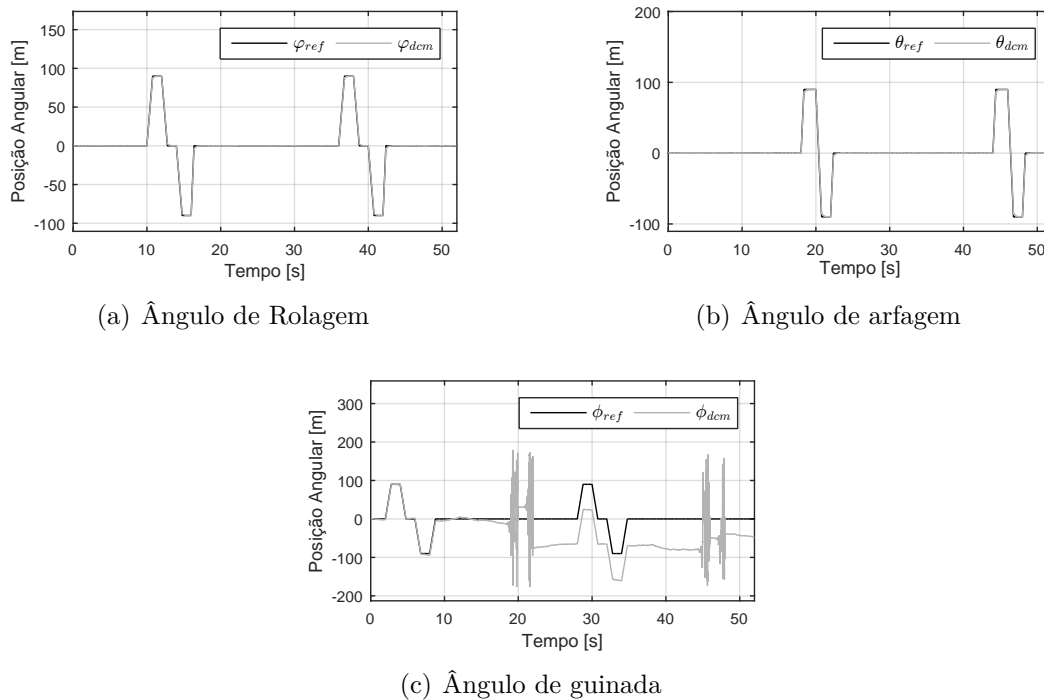 150
100
50
0
-50
-100
0 10 20 30 40 50
Posição Angular [m]
Tempo [s]
φref φdcm
(a) Ângulo de Rolagem
200
100
0
-100
0 10 20 30 40 50
Posição Angular [m]
Tempo [s]
θref θdcm
(b) Ângulo de arfagem
300
200
100
0
-100
-200
0 10 20 30 40 50
Posição Angular [m]
Tempo [s]
ϕref ϕdcm
(c) Ângulo de guinada